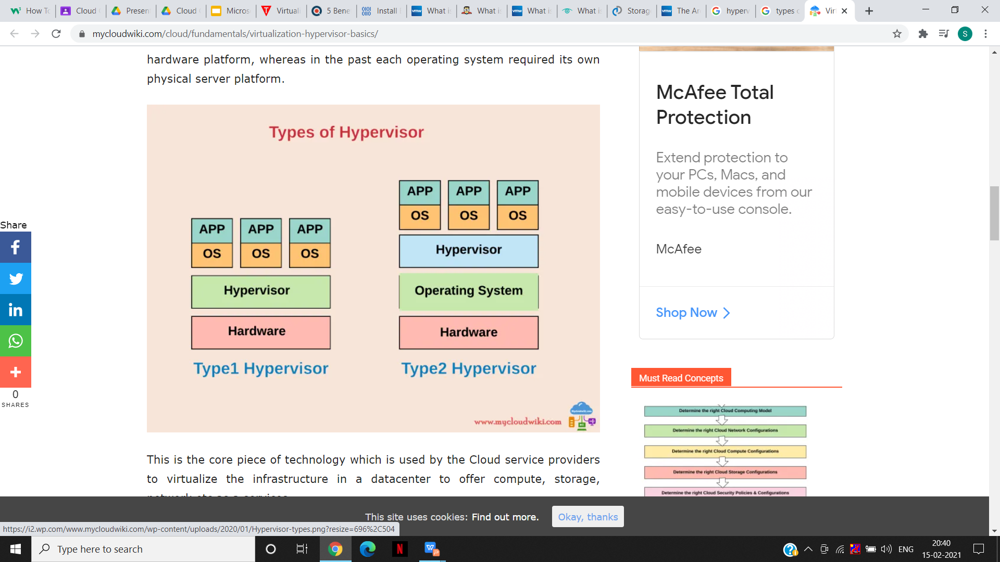 How To
Cloud
Presen
Cloud
Micros
Virtuali
5 Bene
Install
What is
What is
What is
What is
Storag
The Ar
hyperv
types o
Vir
mycloudwiki.com/cloud/fundamentals/virtualization-hypervisor-basics/
S
hardware platform, whereas in the past each operating system required its own
physical server platform.
Types of Hypervisor
APP APP APP
OS OS OS
Hypervisor
Hardware
Type1 Hypervisor
APP APP APP
OS OS OS
Hypervisor
Operating System
Hardware
Type2 Hypervisor
www.mycloudwiki.com
This is the core piece of technology which is used by the Cloud service providers
to virtualize the infrastructure in a datacenter to offer compute, storage,
Share
0
SHARES
McAfee Total
Protection
Extend protection to
your PCs, Macs, and
mobile devices from our
easy-to-use console.
McAfee
Shop Now
Must Read Concepts
Determine the right Cloud Computing Model
Determine the right Cloud Network Configurations
Determine the right Cloud Compute Configurations
Determine the right Cloud Storage Configurations
Determine the right Cloud Security Policies & Configurations
This site uses cookies: Find out more.
Okay, thanks
https://i2.wp.com/www.mycloudwiki.com/wp-content/uploads/2020/01/Hypervisor-types.png?resize=696%2C504
Type here to search
ENG
20:40
15-02-2021